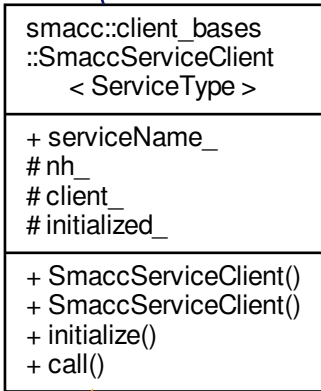 smacc::client_bases
::SmaccServiceClient
< ServiceType >
+ serviceName_
# nh_
# client_
# initialized_
+ SmaccServiceClient()
+ SmaccServiceClient()
+ initialize()
+ call()